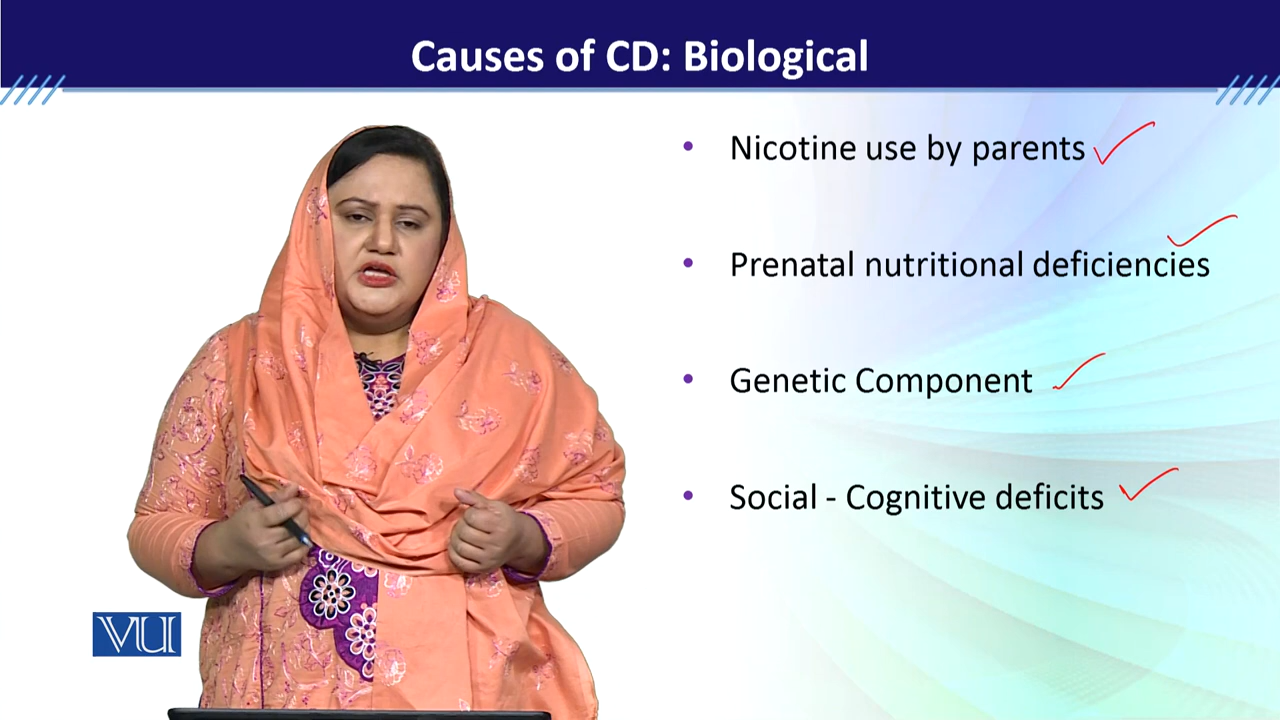 Causes of CD: Biological
• Nicotine use by parents
• Prenatal nutritional deficiencies
• Genetic Component
• Social - Cognitive deficits
VU